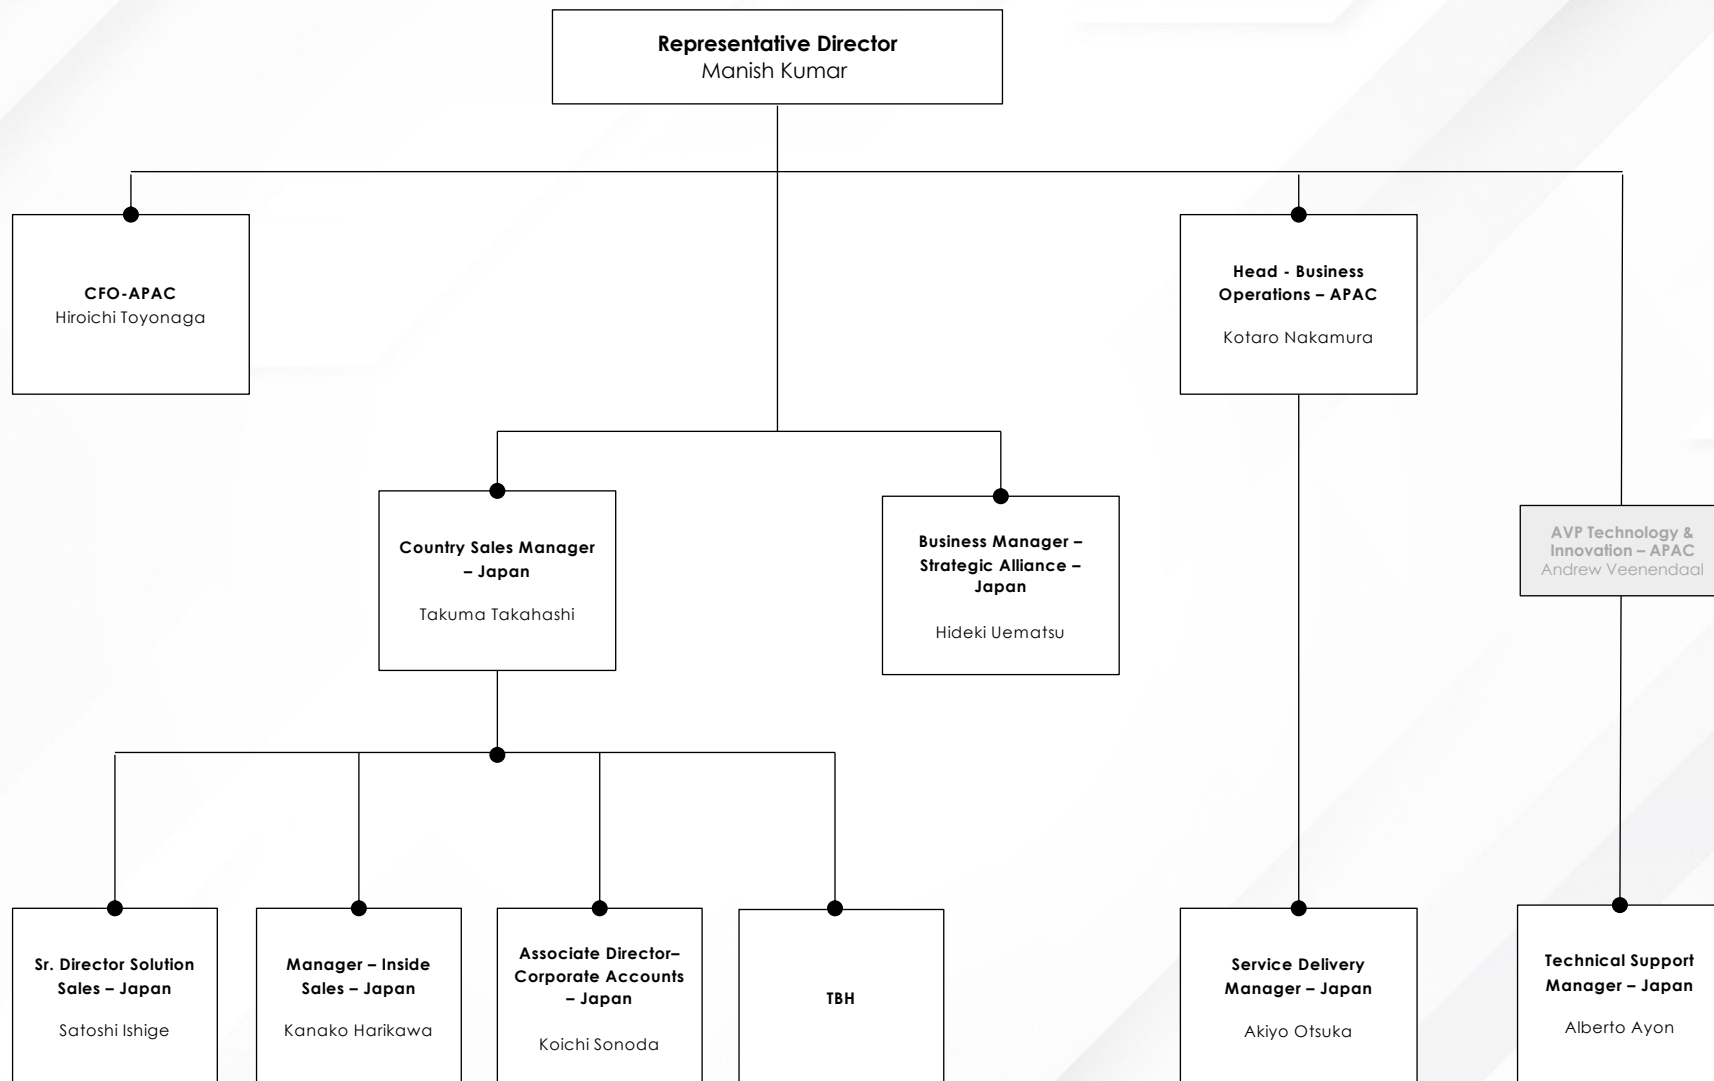 Representative Director
Manish Kumar
CFO-APAC
Hiroichi Toyonaga
Head - Business
Operations – APAC
Kotaro Nakamura
Country Sales Manager
– Japan
Takuma Takahashi
Business Manager –
Strategic Alliance –
Japan
Hideki Uematsu
AVP Technology &
Innovation – APAC
Andrew Veenendaal
Sr. Director Solution
Sales – Japan
Satoshi Ishige
Manager – Inside
Sales – Japan
Kanako Harikawa
Associate Director–
Corporate Accounts
– Japan
Koichi Sonoda
TBH
Service Delivery
Manager – Japan
Akiyo Otsuka
Technical Support
Manager – Japan
Alberto Ayon